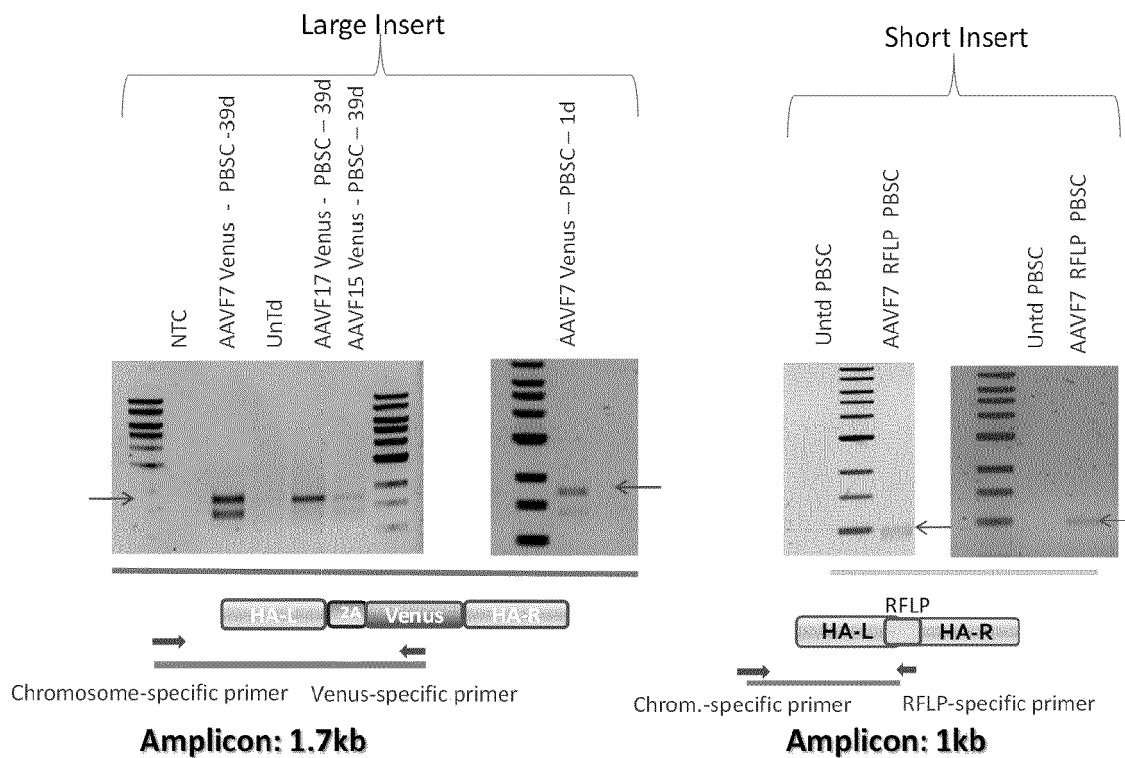 Large Insert
Short Insert
NTC
AAVF7 Venus - PBSC -39d
UnTd
AAVF17 Venus - PBSC – 39d
AAVF15 Venus - PBSC – 39d
AAVF7 Venus – PBSC – 1d
Untd PBSC
AAVF7 RFLP PBSC
Untd PBSC
AAVF7 RFLP PBSC
HA-L 2A Venus HA-R
RFLP
HA-L HA-R
Chromosome-specific primer Venus-specific primer
Chrom.-specific primer RFLP-specific primer
Amplicon: 1.7kb
Amplicon: 1kb